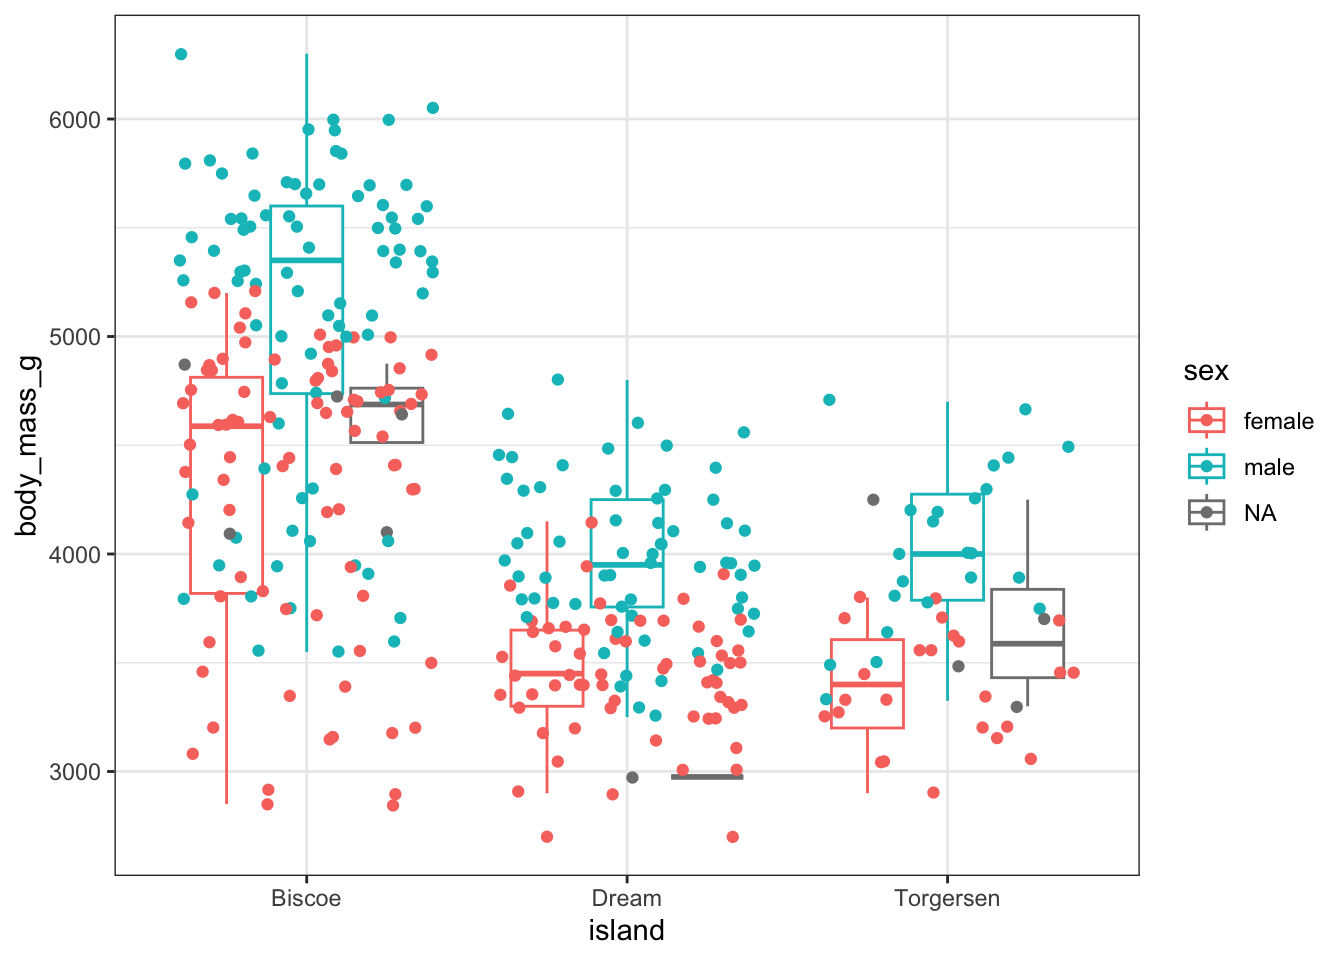 body_mass_g
6000
5000
4000
3000
Biscoe
Dream
Torgersen
island
sex
female
male
NA